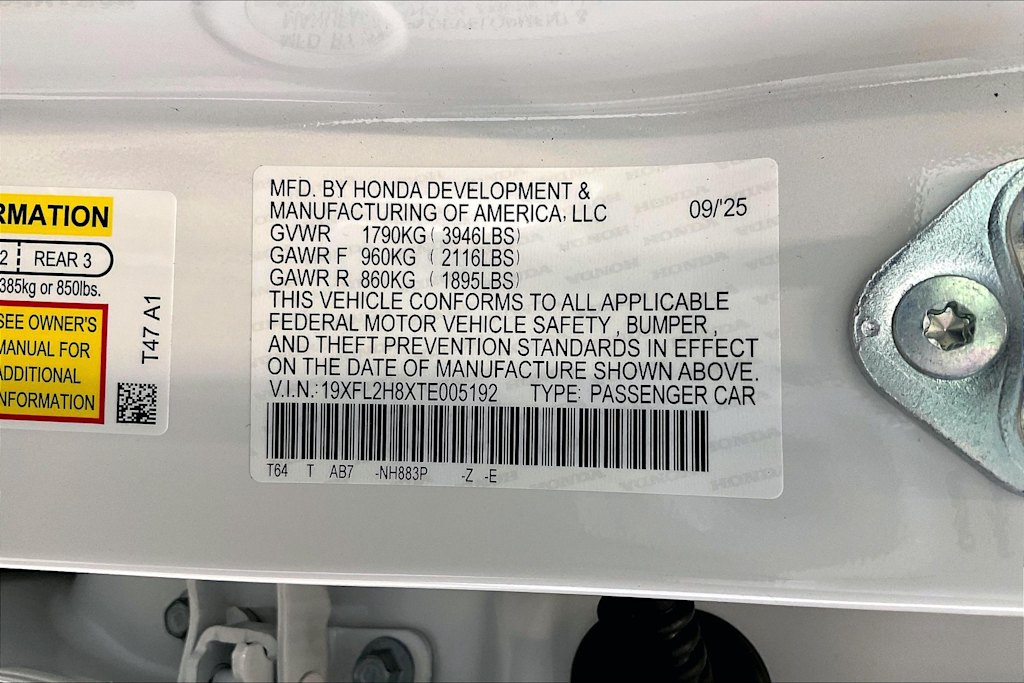 RMATION
2 REAR 3
385kg or 850lbs.
SEE OWNER'S
MANUAL FOR
ADDITIONAL
INFORMATION
T47 A1
MFD. BY HONDA DEVELOPMENT &
MANUFACTURING OF AMERICA, LLC 09/'25
GVWR 1790KG ( 3946LBS)
GAWR F 960KG ( 2116LBS)
GAWR R 860KG ( 1895LBS)
THIS VEHICLE CONFORMS TO ALL APPLICABLE
FEDERAL MOTOR VEHICLE SAFETY , BUMPER ,
AND THEFT PREVENTION STANDARDS IN EFFECT
ON THE DATE OF MANUFACTURE SHOWN ABOVE.
V.I.N.:19XFL2H8XTE005192 TYPE: PASSENGER CAR
T64 T AB7 -NH883P -Z -E